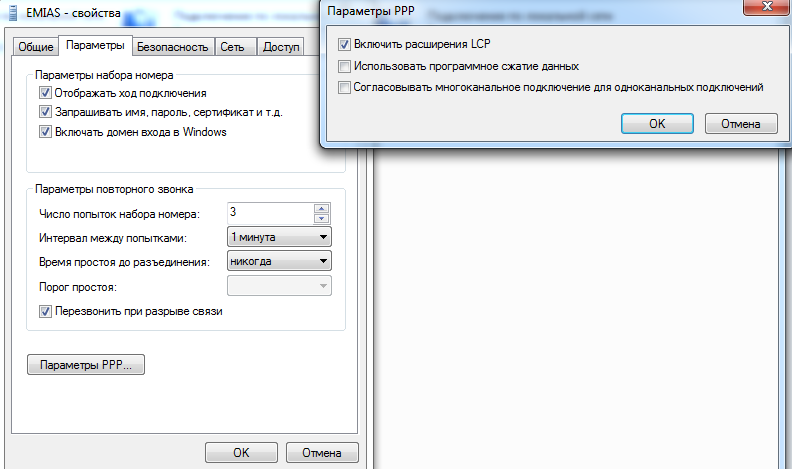 EMIAS - свойства
Общие
Параметры
Безопасность
Сеть
Доступ
Параметры набора номера
Отображать ход подключения
Запрашивать имя, пароль, сертификат и т.д.
Включать домен входа в Windows
Параметры повторного звонка
Число попыток набора номера:
3
Интервал между попытками:
1 минута
Время простоя до разъединения:
никогда
Порог простоя:
Перезвонить при разрыве связи
Параметры PPP...
OK
Отмена
Параметры PPP
Включить расширения LCP
Использовать программное сжатие данных
Согласовывать многоканальное подключение для одноканальных подключений
OK
Отмена